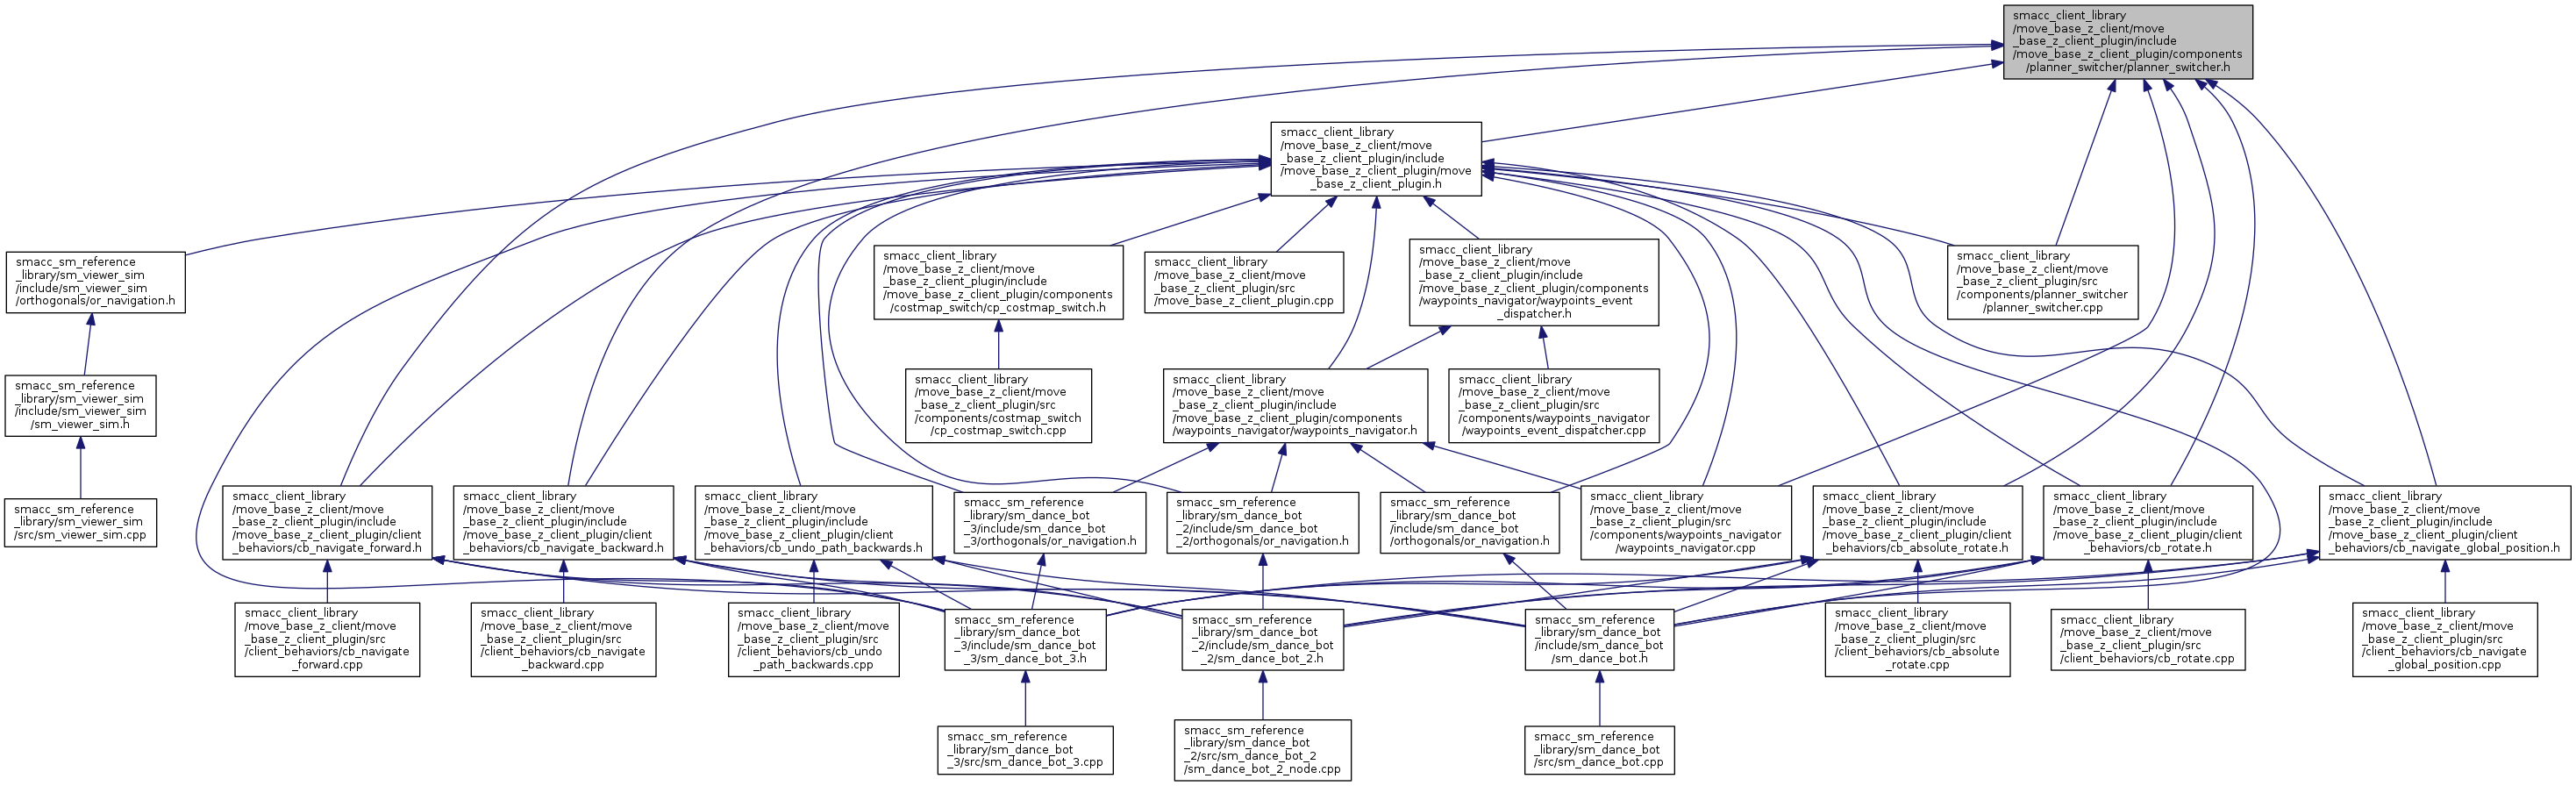 smacc_client_library
/move_base_z_client/move
_base_z_client_plugin/include
/move_base_z_client_plugin/components
/planner_switcher/planner_switcher.h
smacc_client_library
/move_base_z_client/move
_base_z_client_plugin/include
/move_base_z_client_plugin/move
_base_z_client_plugin.h
smacc_sm_reference
_library/sm_viewer_sim
/include/sm_viewer_sim
/orthogonals/or_navigation.h
smacc_client_library
/move_base_z_client/move
_base_z_client_plugin/include
/move_base_z_client_plugin/components
/costmap_switch/cp_costmap_switch.h
smacc_client_library
/move_base_z_client/move
_base_z_client_plugin/src
/move_base_z_client_plugin.cpp
smacc_client_library
/move_base_z_client/move
_base_z_client_plugin/include
/move_base_z_client_plugin/components
/waypoints_navigator/waypoints_event
_dispatcher.h
smacc_client_library
/move_base_z_client/move
_base_z_client_plugin/src
/components/planner_switcher
/planner_switcher.cpp
smacc_sm_reference
_library/sm_viewer_sim
/include/sm_viewer_sim
/sm_viewer_sim.h
smacc_client_library
/move_base_z_client/move
_base_z_client_plugin/src
/components/costmap_switch
/cp_costmap_switch.cpp
smacc_client_library
/move_base_z_client/move
_base_z_client_plugin/include
/move_base_z_client_plugin/components
/waypoints_navigator/waypoints_navigator.h
smacc_client_library
/move_base_z_client/move
_base_z_client_plugin/src
/components/waypoints_navigator
/waypoints_event_dispatcher.cpp
smacc_sm_reference
_library/sm_viewer_sim
/src/sm_viewer_sim.cpp
smacc_client_library
/move_base_z_client/move
_base_z_client_plugin/include
/move_base_z_client_plugin/client
_behaviors/cb_navigate_forward.h
smacc_client_library
/move_base_z_client/move
_base_z_client_plugin/include
/move_base_z_client_plugin/client
_behaviors/cb_navigate_backward.h
smacc_client_library
/move_base_z_client/move
_base_z_client_plugin/include
/move_base_z_client_plugin/client
_behaviors/cb_undo_path_backwards.h
smacc_sm_reference
_library/sm_dance_bot
_3/include/sm_dance_bot
_3/orthogonals/or_navigation.h
smacc_sm_reference
_library/sm_dance_bot
_2/include/sm_dance_bot
_2/orthogonals/or_navigation.h
smacc_sm_reference
_library/sm_dance_bot
/include/sm_dance_bot
/orthogonals/or_navigation.h
smacc_client_library
/move_base_z_client/move
_base_z_client_plugin/src
/components/waypoints_navigator
/waypoints_navigator.cpp
smacc_client_library
/move_base_z_client/move
_base_z_client_plugin/include
/move_base_z_client_plugin/client
_behaviors/cb_absolute_rotate.h
smacc_client_library
/move_base_z_client/move
_base_z_client_plugin/include
/move_base_z_client_plugin/client
_behaviors/cb_rotate.h
smacc_client_library
/move_base_z_client/move
_base_z_client_plugin/include
/move_base_z_client_plugin/client
_behaviors/cb_navigate_global_position.h
smacc_client_library
/move_base_z_client/move
_base_z_client_plugin/src
/client_behaviors/cb_navigate
_forward.cpp
smacc_client_library
/move_base_z_client/move
_base_z_client_plugin/src
/client_behaviors/cb_navigate
_backward.cpp
smacc_client_library
/move_base_z_client/move
_base_z_client_plugin/src
/client_behaviors/cb_undo
_path_backwards.cpp
smacc_sm_reference
_library/sm_dance_bot
_3/include/sm_dance_bot
_3/sm_dance_bot_3.h
smacc_sm_reference
_library/sm_dance_bot
_2/include/sm_dance_bot
_2/sm_dance_bot_2.h
smacc_sm_reference
_library/sm_dance_bot
/include/sm_dance_bot
/sm_dance_bot.h
smacc_client_library
/move_base_z_client/move
_base_z_client_plugin/src
/client_behaviors/cb_absolute
_rotate.cpp
smacc_client_library
/move_base_z_client/move
_base_z_client_plugin/src
/client_behaviors/cb_rotate.cpp
smacc_client_library
/move_base_z_client/move
_base_z_client_plugin/src
/client_behaviors/cb_navigate
_global_position.cpp
smacc_sm_reference
_library/sm_dance_bot
_3/src/sm_dance_bot_3.cpp
smacc_sm_reference
_library/sm_dance_bot
_2/src/sm_dance_bot_2
/sm_dance_bot_2_node.cpp
smacc_sm_reference
_library/sm_dance_bot
/src/sm_dance_bot.cpp